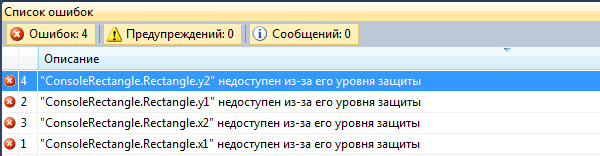 Список ошибок
Ошибок: 4 Предупреждений: 0 Сообщений: 0
Описание
4 "ConsoleRectangle.Rectangle.y2" недоступен из-за его уровня защиты
2 "ConsoleRectangle.Rectangle.y1" недоступен из-за его уровня защиты
3 "ConsoleRectangle.Rectangle.x2" недоступен из-за его уровня защиты
1 "ConsoleRectangle.Rectangle.x1" недоступен из-за его уровня защиты